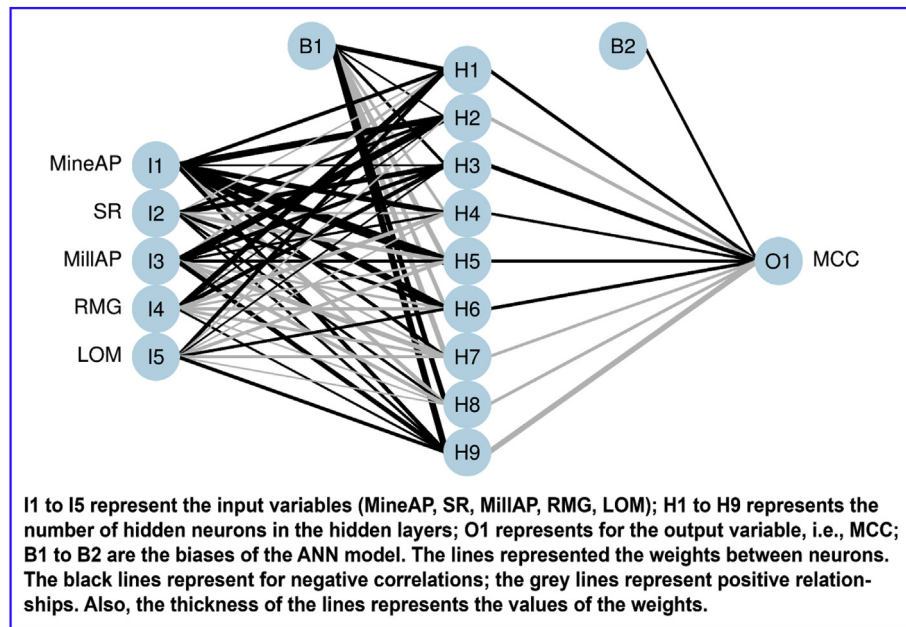 B1
B2
H1
H2
MineAP I1 H3
SR I2 H4
MillAP I3 H5 O1 MCC
RMG I4 H6
LOM I5 H7
H8
H9
I1 to I5 represent the input variables (MineAP, SR, MillAP, RMG, LOM); H1 to H9 represents the
number of hidden neurons in the hidden layers; O1 represents for the output variable, i.e., MCC;
B1 to B2 are the biases of the ANN model. The lines represented the weights between neurons.
The black lines represent for negative correlations; the grey lines represent positive relation-
ships. Also, the thickness of the lines represents the values of the weights.